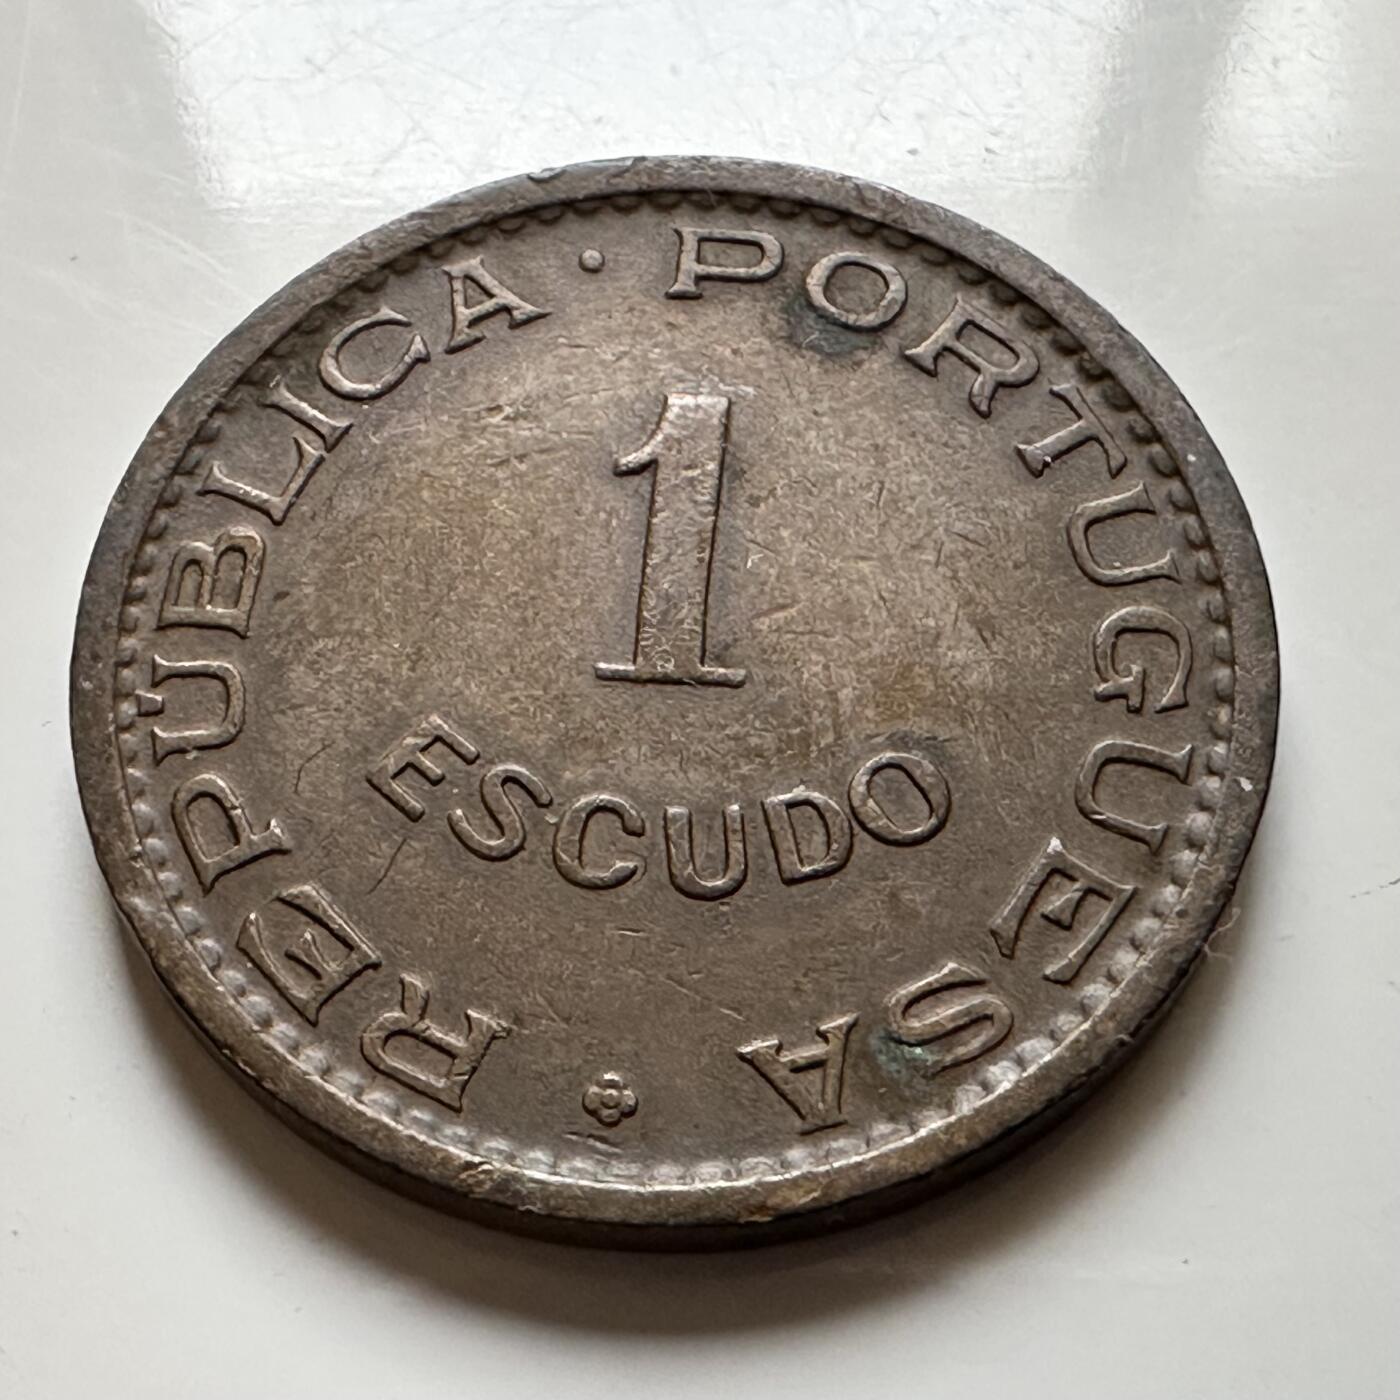 REPÚBLICA · PORTUGUESA
1
ESCUDO